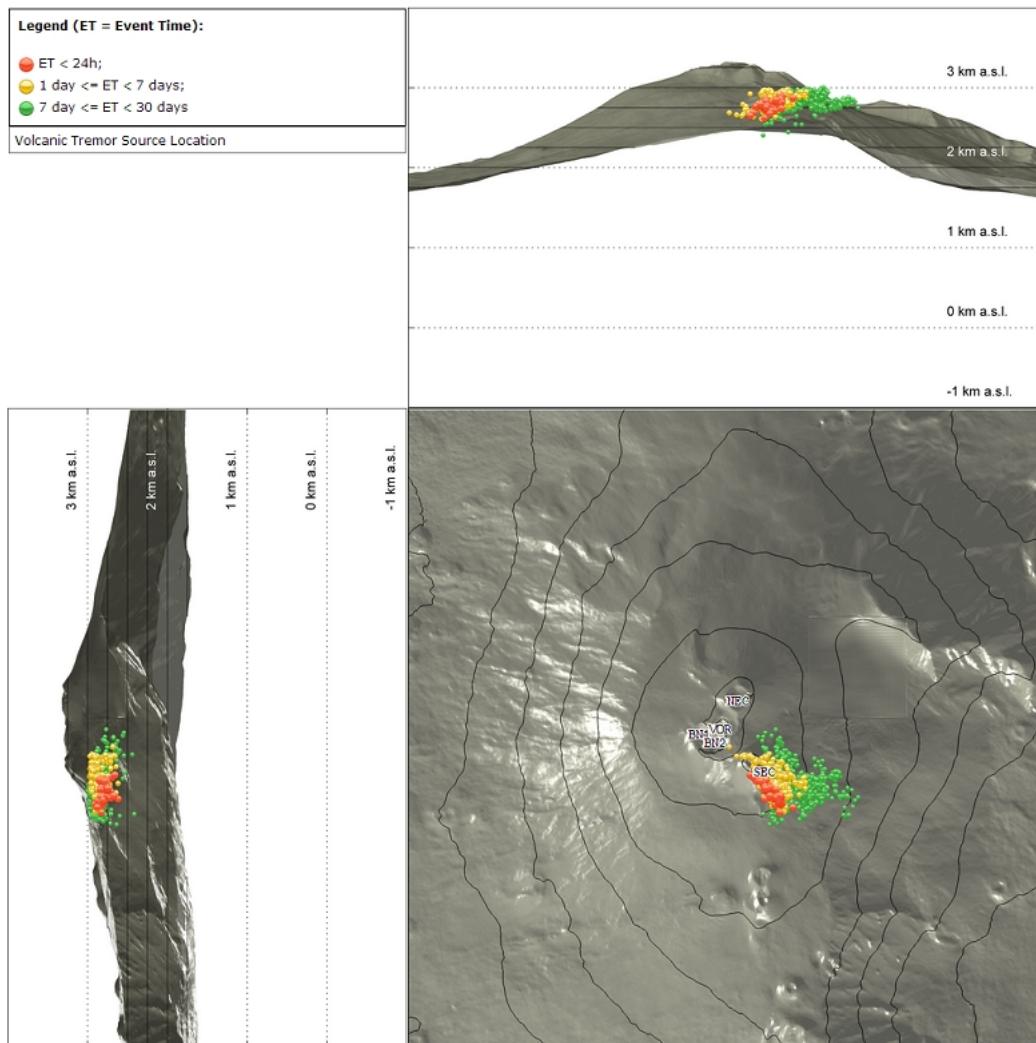 Legend (ET = Event Time):
ET < 24h;
1 day <= ET < 7 days;
7 day <= ET < 30 days
Volcanic Tremor Source Location
3 km a.s.l.
2 km a.s.l.
1 km a.s.l.
0 km a.s.l.
-1 km a.s.l.
3 km a.s.l.
2 km a.s.l.
1 km a.s.l.
0 km a.s.l.
-1 km a.s.l.
NEC
VOR
BN1
BN2
SEC